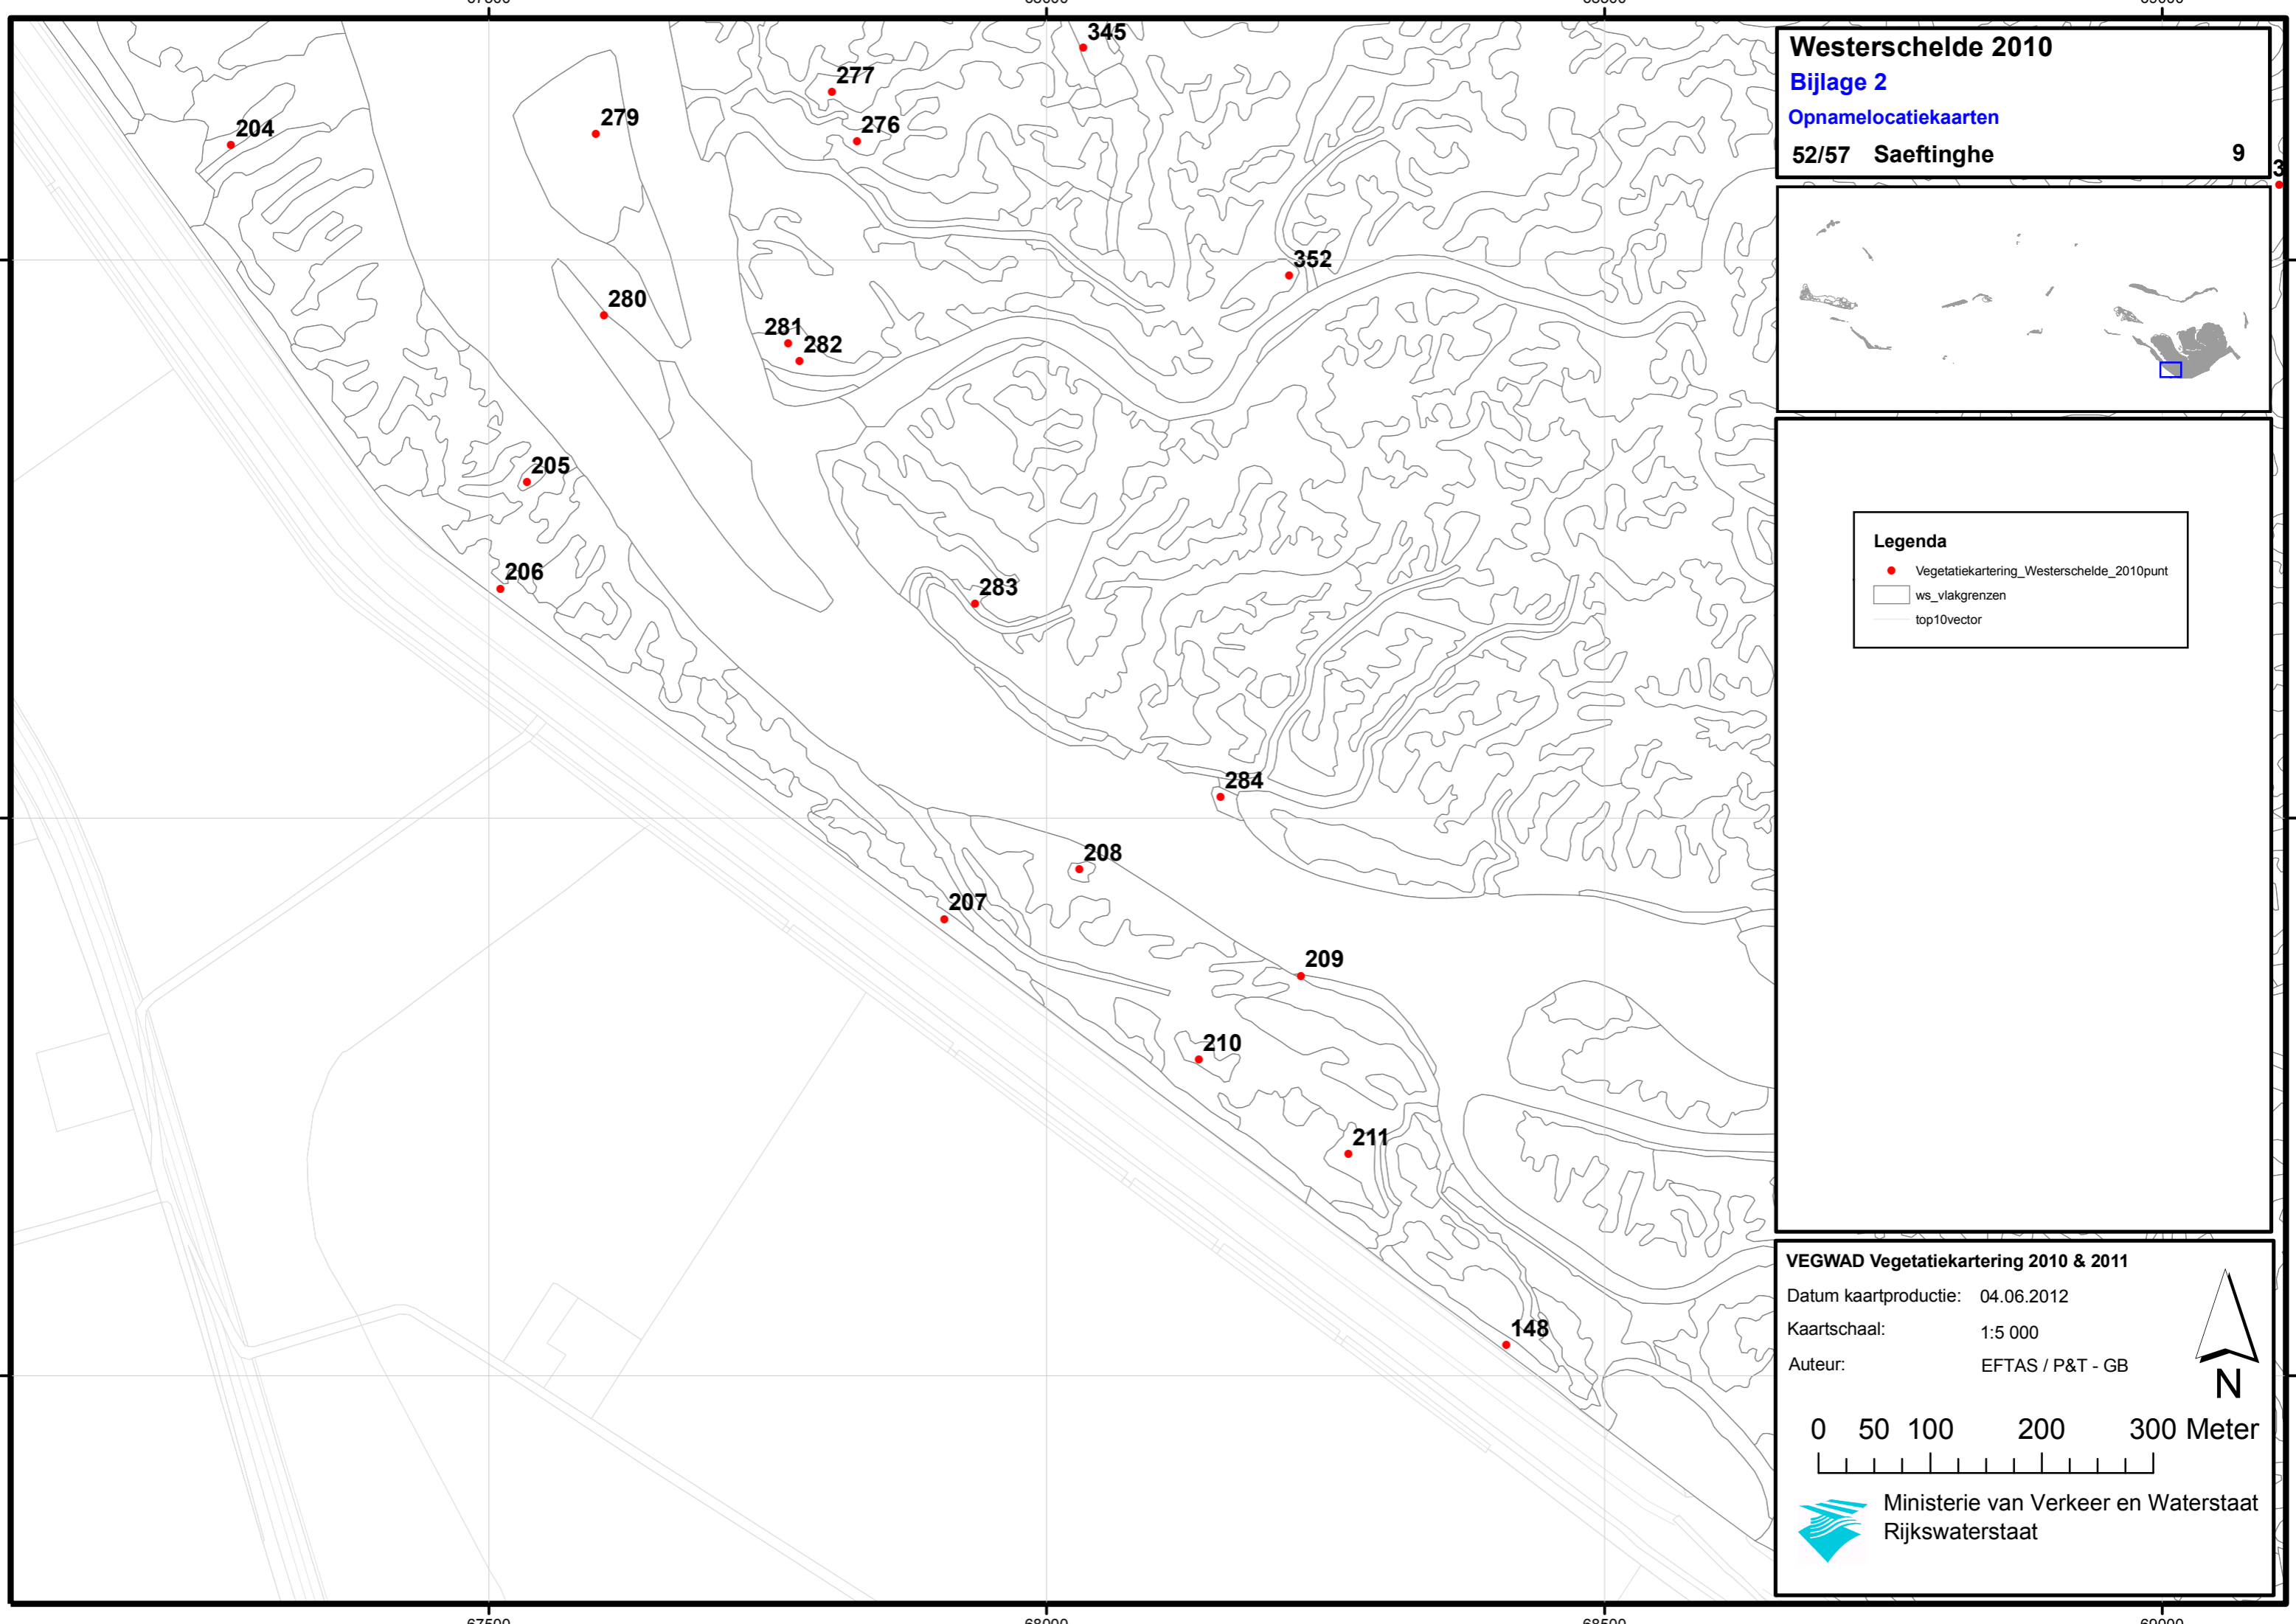 Westerschelde 2010
Bijlage 2
Opnamelocatiekaarten
52/57 Saeftinghe 9
345
277
279
276
204
3
352
280
281
282
205
206
283
284
208
207
209
210
211
148
Legenda
Vegetatiekartering_Westerschelde_2010punt
ws_vlakgrenzen
top10vector
VEGWAD Vegetatiekartering 2010 & 2011
Datum kaartproductie: 04.06.2012
Kaartschaal: 1:5 000
Auteur: EFTAS / P&T - GB
N
0 50 100 200 300 Meter
Ministerie van Verkeer en Waterstaat
Rijkswaterstaat
67500 68000 68500 69000